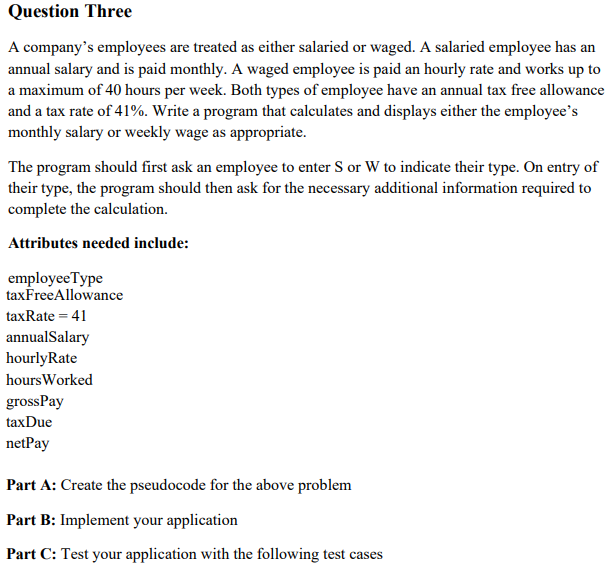 Question Three
A company’s employees are treated as either salaried or waged. A salaried employee has an
annual salary and is paid monthly. A waged employee is paid an hourly rate and works up to
a maximum of 40 hours per week. Both types of employee have an annual tax free allowance
and a tax rate of 41%. Write a program that calculates and displays either the employee’s
monthly salary or weekly wage as appropriate.
The program should first ask an employee to enter S or W to indicate their type. On entry of
their type, the program should then ask for the necessary additional information required to
complete the calculation.
Attributes needed include:
employeeType
taxFreeAllowance
taxRate = 41
annualSalary
hourlyRate
hoursWorked
grossPay
taxDue
netPay
Part A: Create the pseudocode for the above problem
Part B: Implement your application
Part C: Test your application with the following test cases